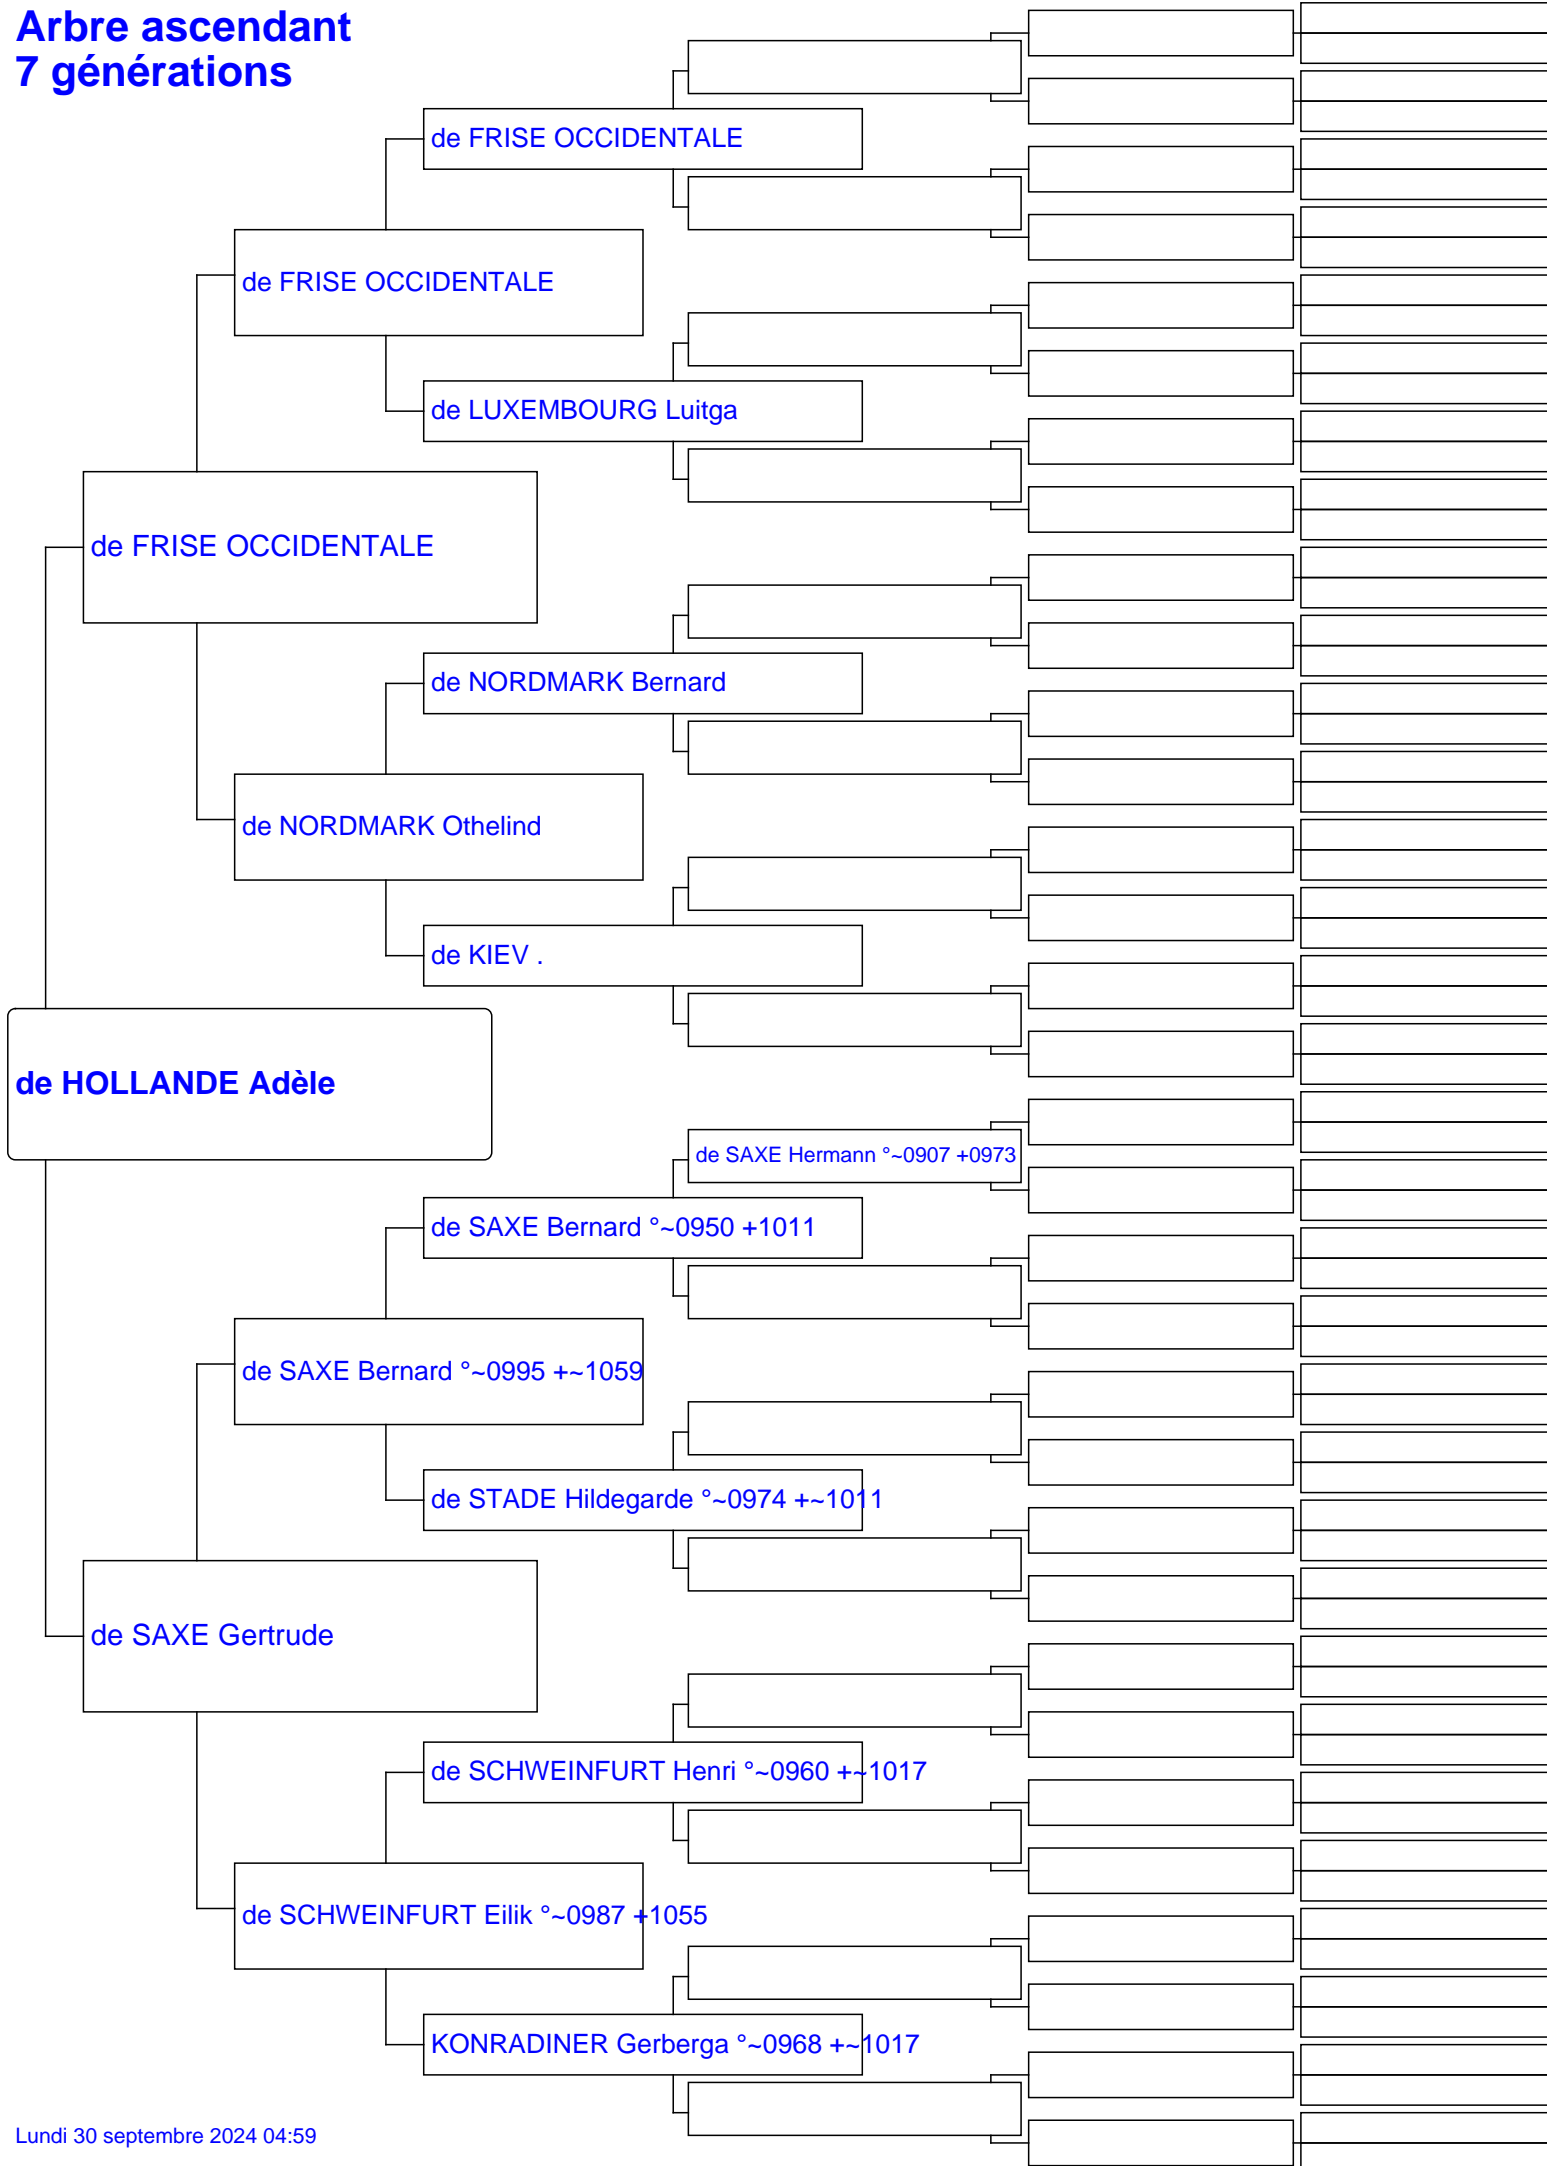 Arbre ascendant
7 générations
de FRISE OCCIDENTALE
de FRISE OCCIDENTALE
de LUXEMBOURG Luitga
de FRISE OCCIDENTALE
de NORDMARK Bernard
de NORDMARK Othelind
de KIEV .
de HOLLANDE Adèle
de SAXE Hermann °~0907 +0973
de SAXE Bernard °~0950 +1011
de SAXE Bernard °~0995 +~1059
de STADE Hildegarde °~0974 +~1011
de SAXE Gertrude
de SCHWEINFURT Henri °~0960 +~1017
de SCHWEINFURT Eilik °~0987 +1055
KONRADINER Gerberga °~0968 +~1017
Lundi 30 septembre 2024 04:59